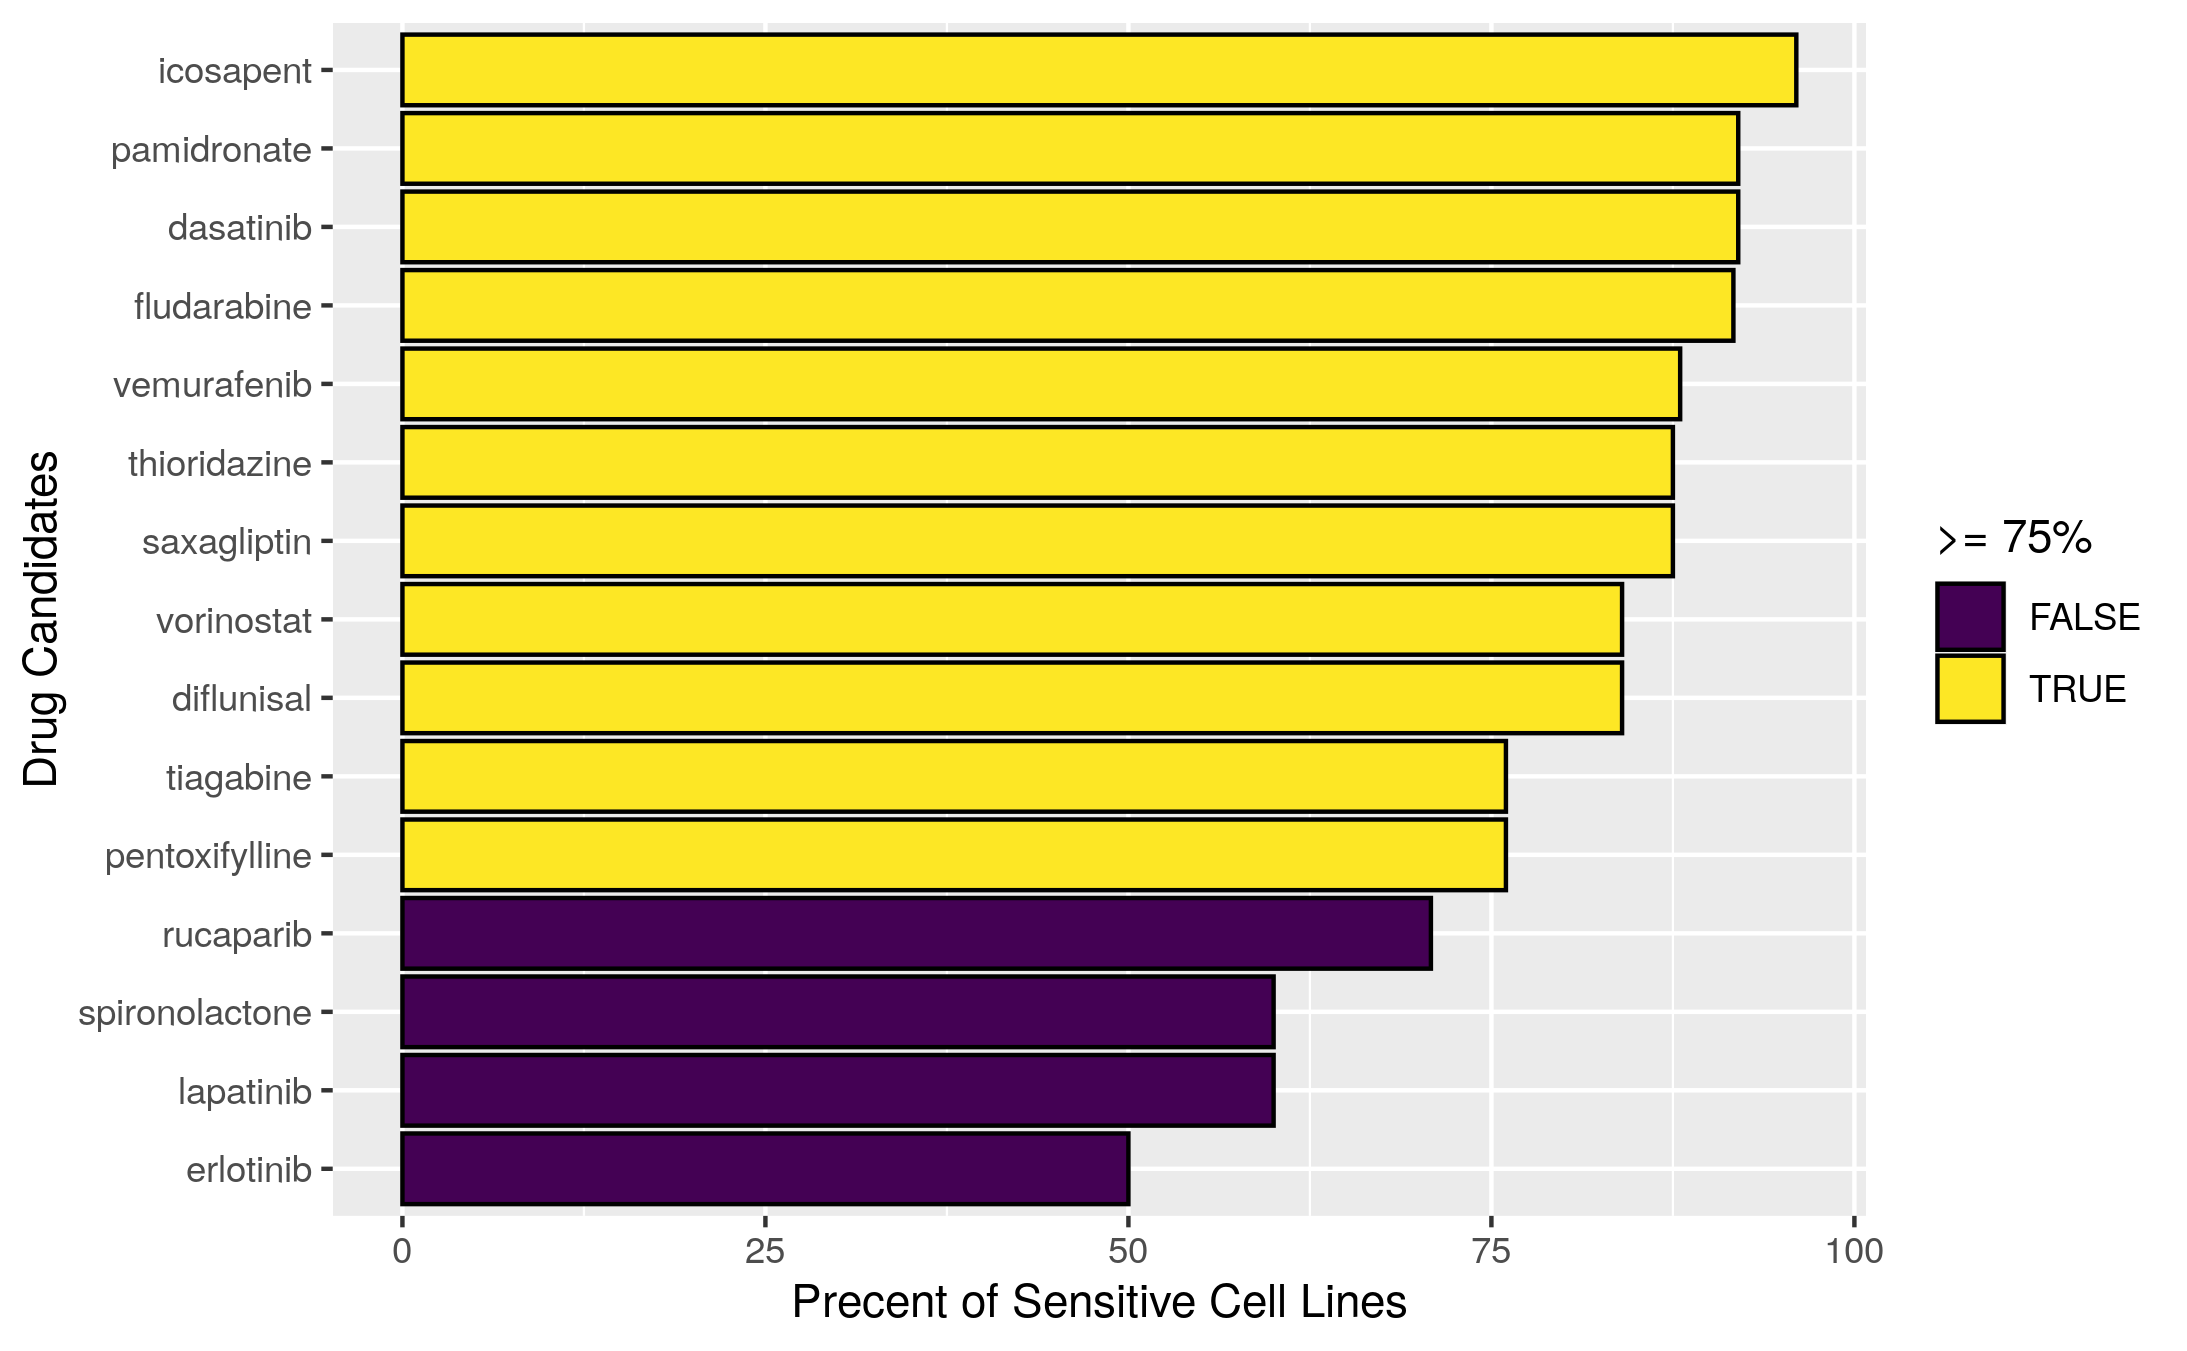 icosapent
pamidronate
dasatinib
fludarabine
vemurafenib
thioridazine
saxagliptin
vorinostat
diflunisal
tiagabine
pentoxifylline
rucaparib
spironolactone
lapatinib
erlotinib
Drug Candidates
0 25 50 75 100
Precent of Sensitive Cell Lines
>= 75%
FALSE
TRUE